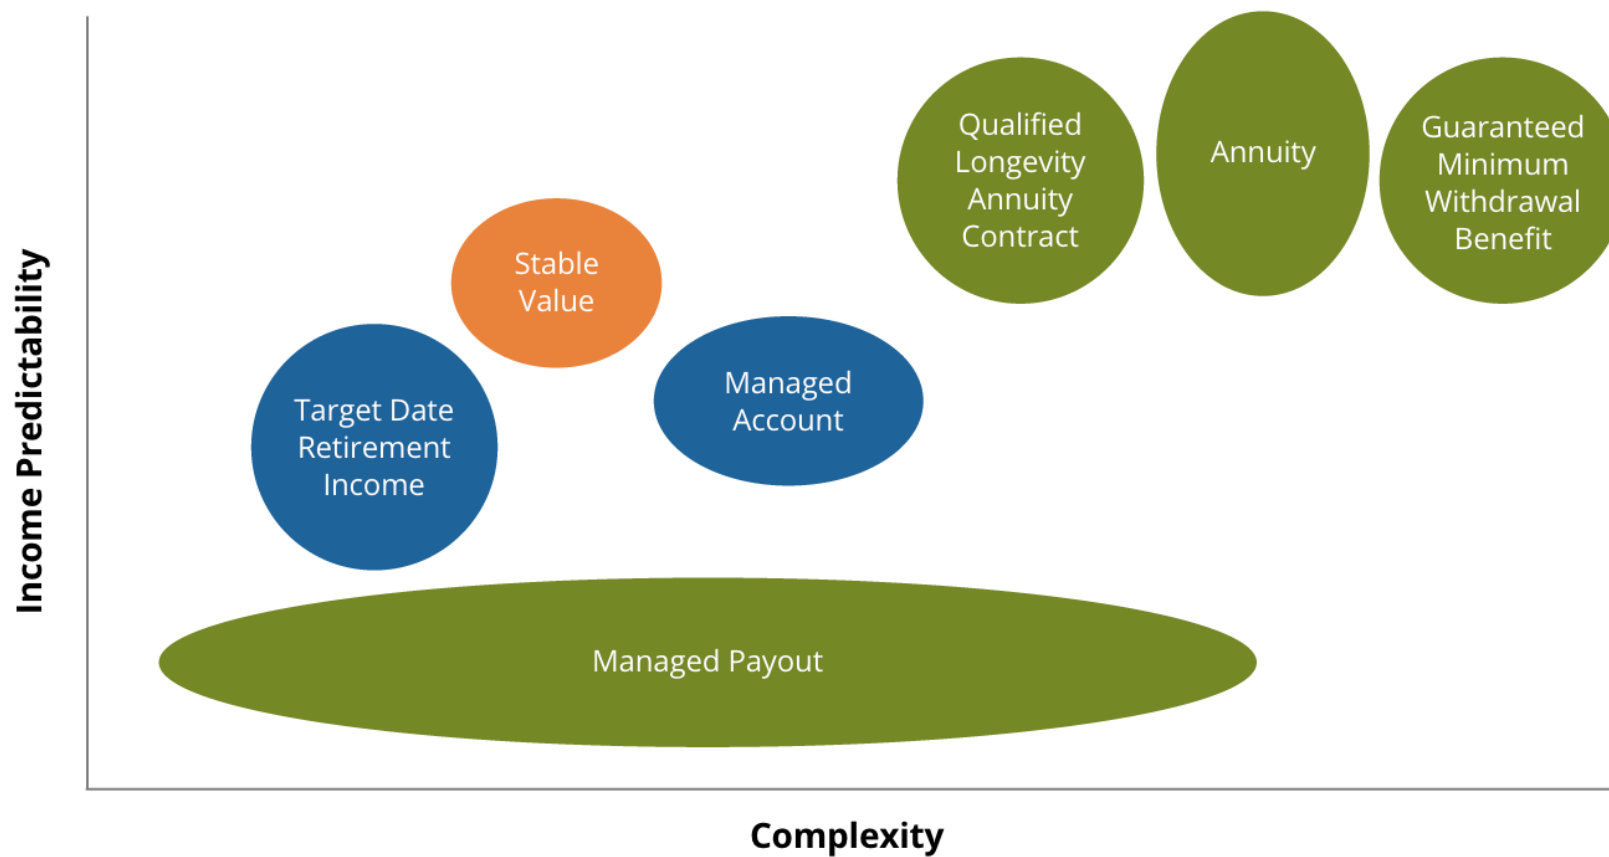 Income Predictability
Qualified
Longevity
Annuity
Contract
Annuity
Guaranteed
Minimum
Withdrawal
Benefit
Stable
Value
Managed
Account
Target Date
Retirement
Income
Managed Payout
Complexity